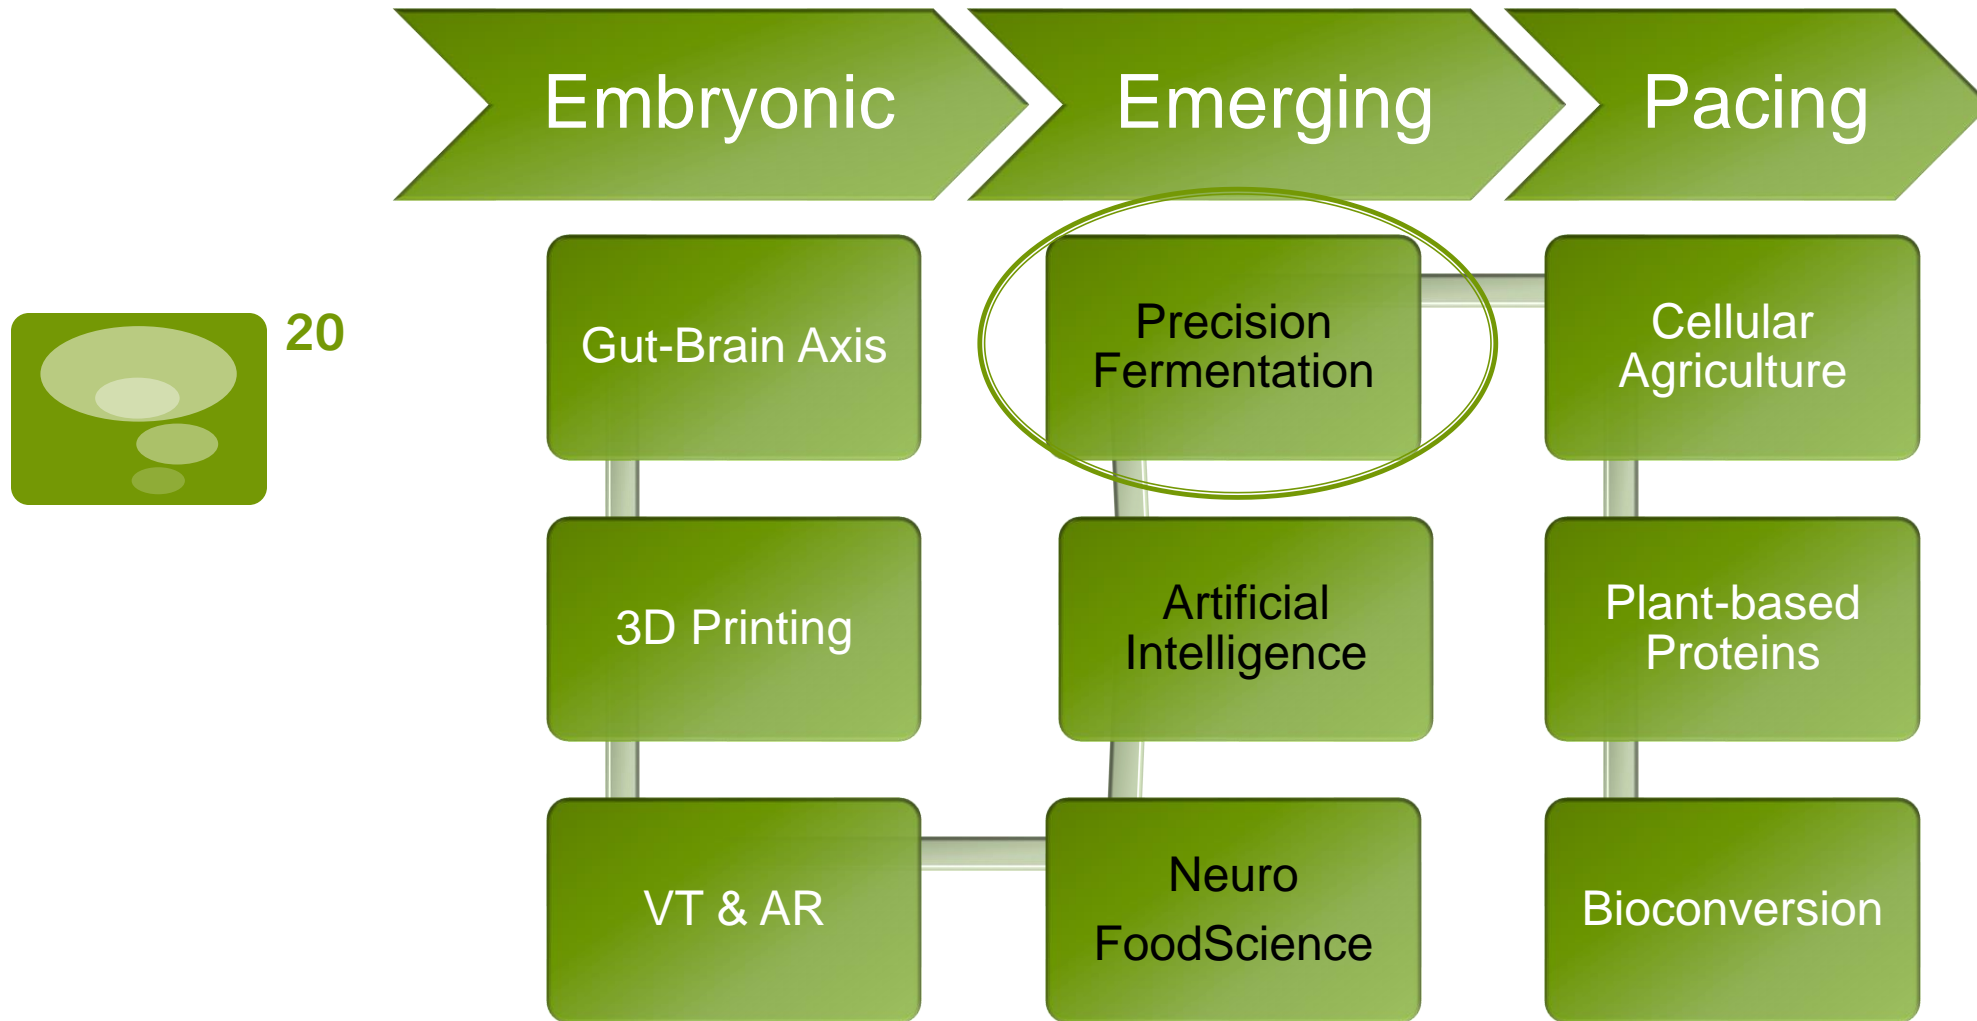 Embryonic
Emerging
Pacing
20
Gut-Brain Axis
Precision
Fermentation
Cellular
Agriculture
3D Printing
Artificial
Intelligence
Plant-based
Proteins
VT & AR
Neuro
FoodScience
Bioconversion